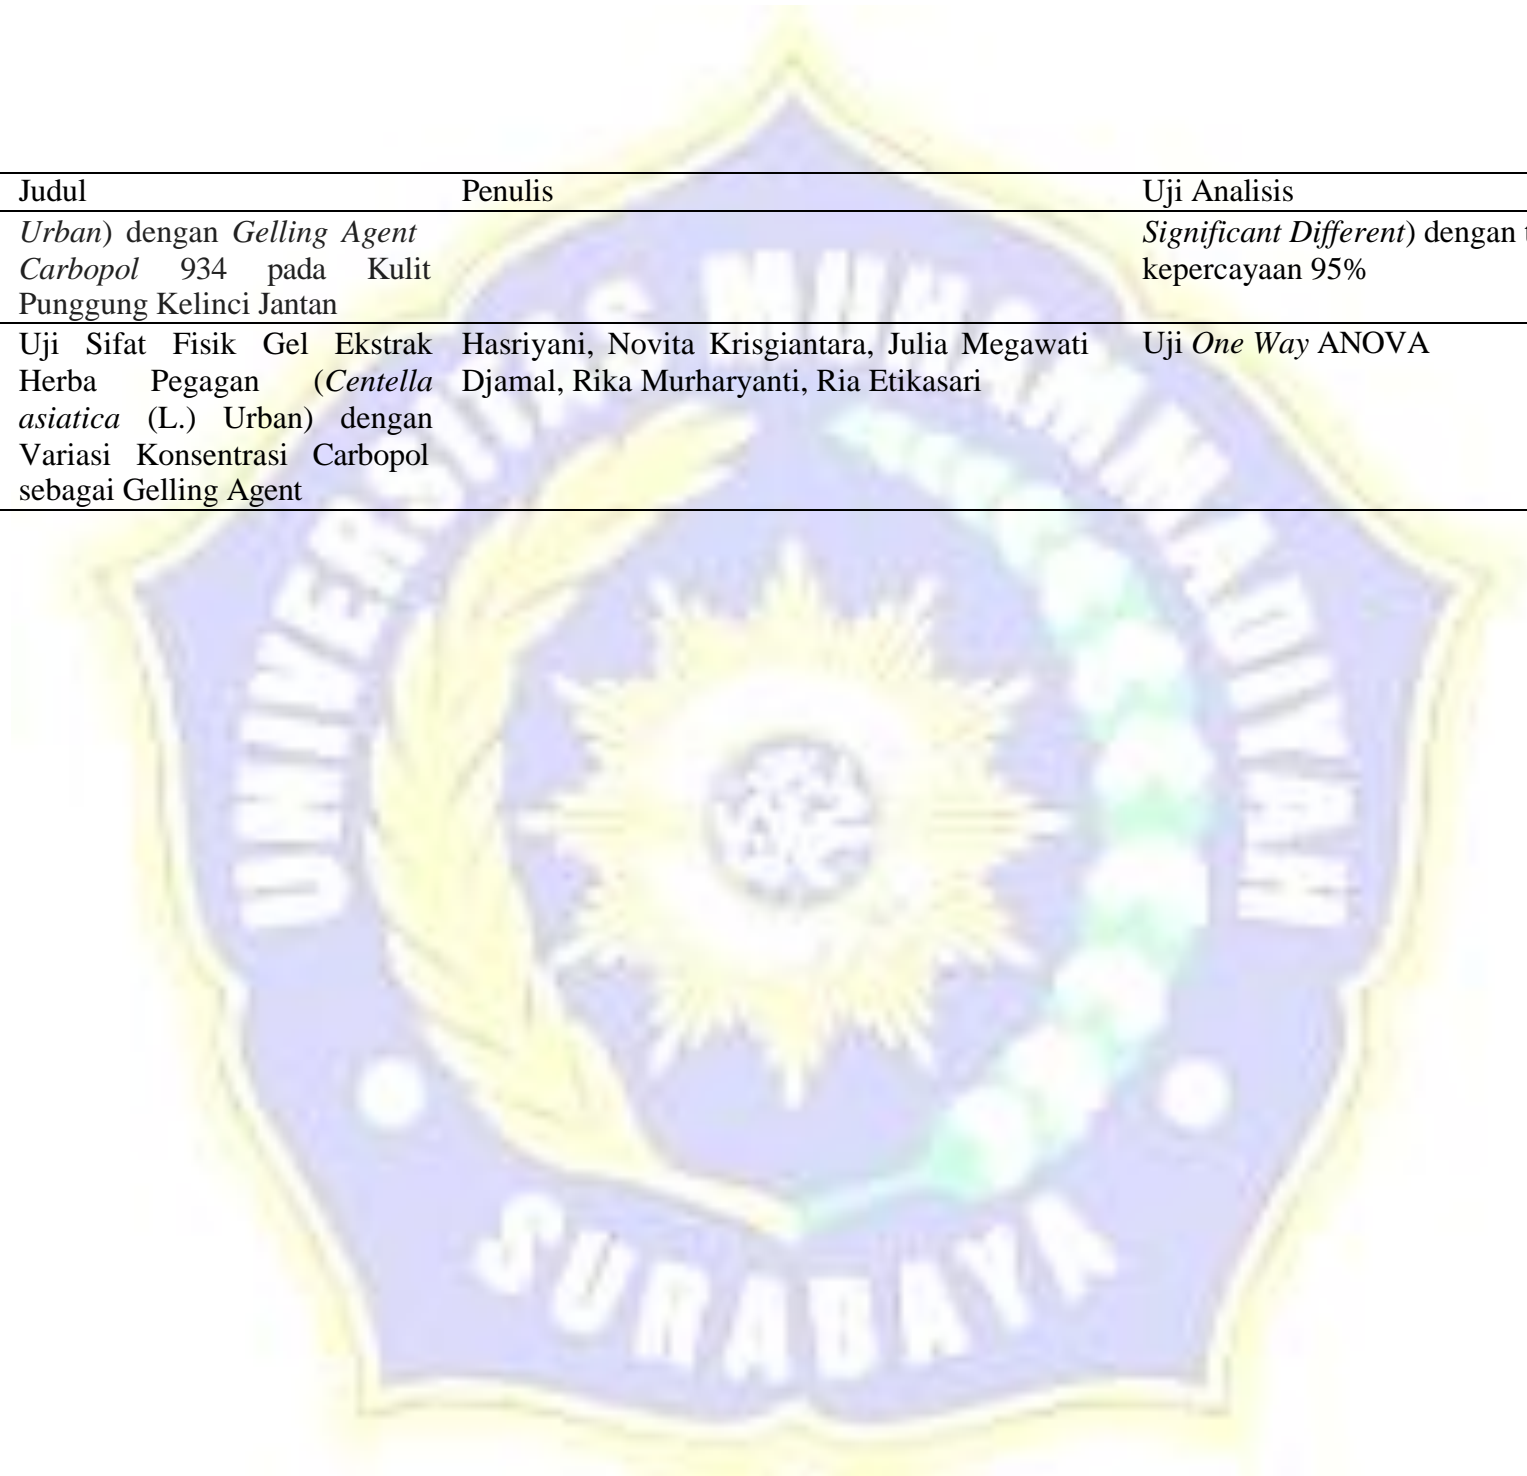 Judul Penulis Uji Analisis
Urban) dengan Gelling Agent
Carbopol 934 pada Kulit
Punggung Kelinci Jantan
Significant Different) dengan
kepercayaan 95%
Uji Sifat Fisik Gel Ekstrak
Herba Pegagan (Centella
asiatica (L.) Urban) dengan
Variasi Konsentrasi Carbopol
sebagai Gelling Agent
Hasriyani, Novita Krisgiantara, Julia Megawati
Djamal, Rika Murharyanti, Ria Etikasari
Uji One Way ANOVA
UNIVERSITAS MUHAMMADIYAH
SURABAYA